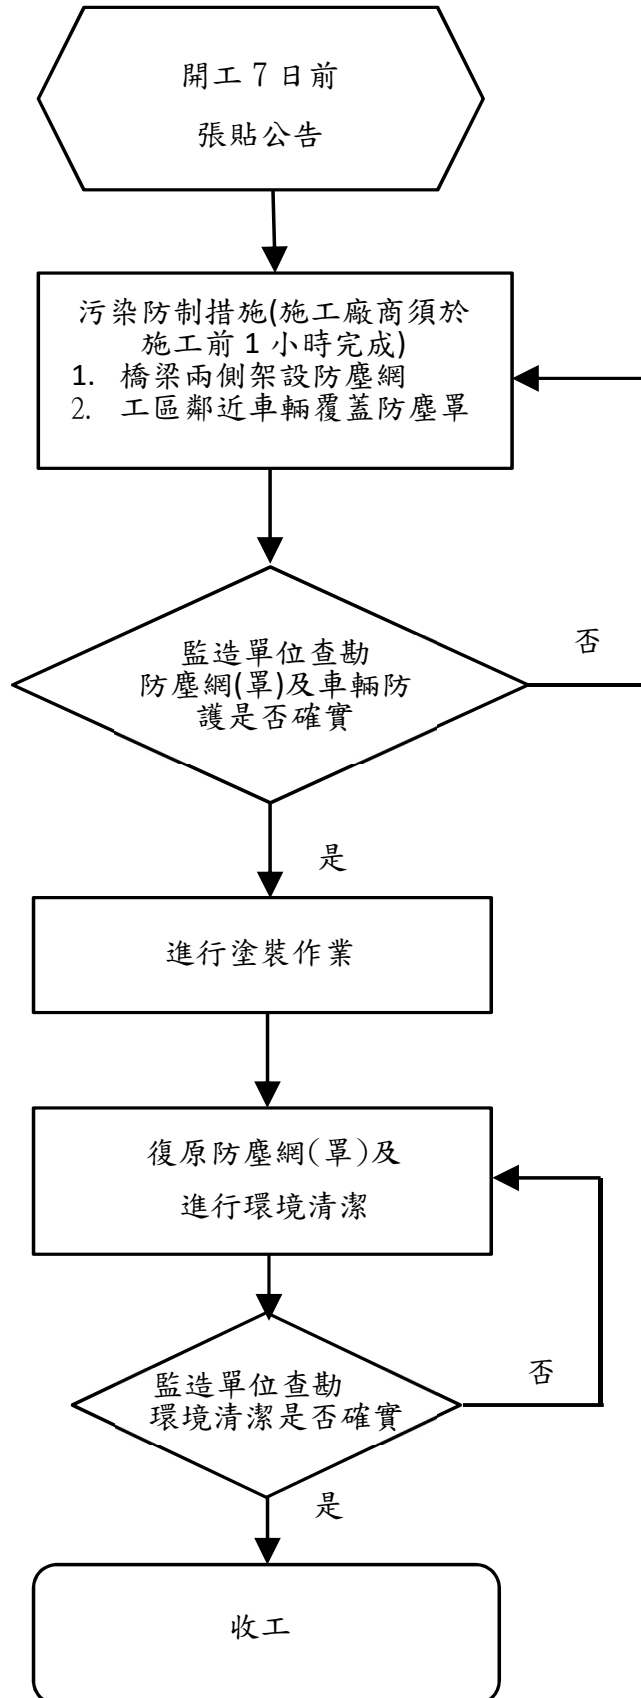 開工 7 日前
張貼公告
污染防制措施(施工廠商須於
施工前 1 小時完成)
1. 橋梁兩側架設防塵網
2. 工區鄰近車輛覆蓋防塵罩
監造單位查勘
防塵網(罩)及車輛防
護是否確實
否
是
進行塗裝作業
復原防塵網(罩)及
進行環境清潔
監造單位查勘
環境清潔是否確實
否
是
收工